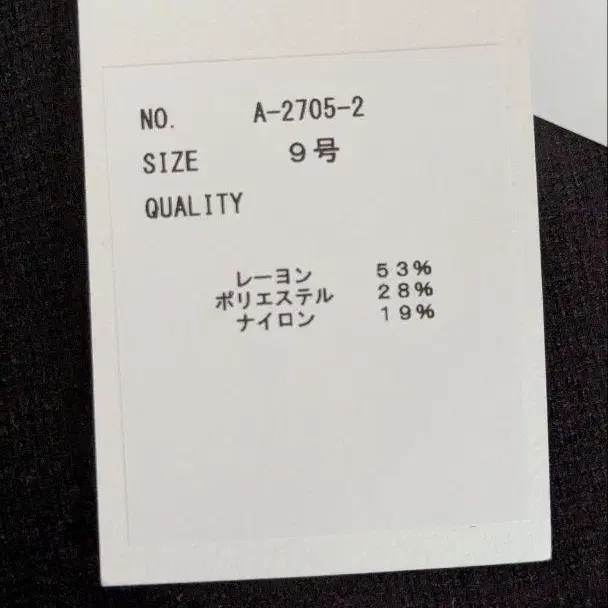 NO. A-2705-2
SIZE 9号
QUALITY
レーヨン 53%
ポリエステル 28%
ナイロン 19%